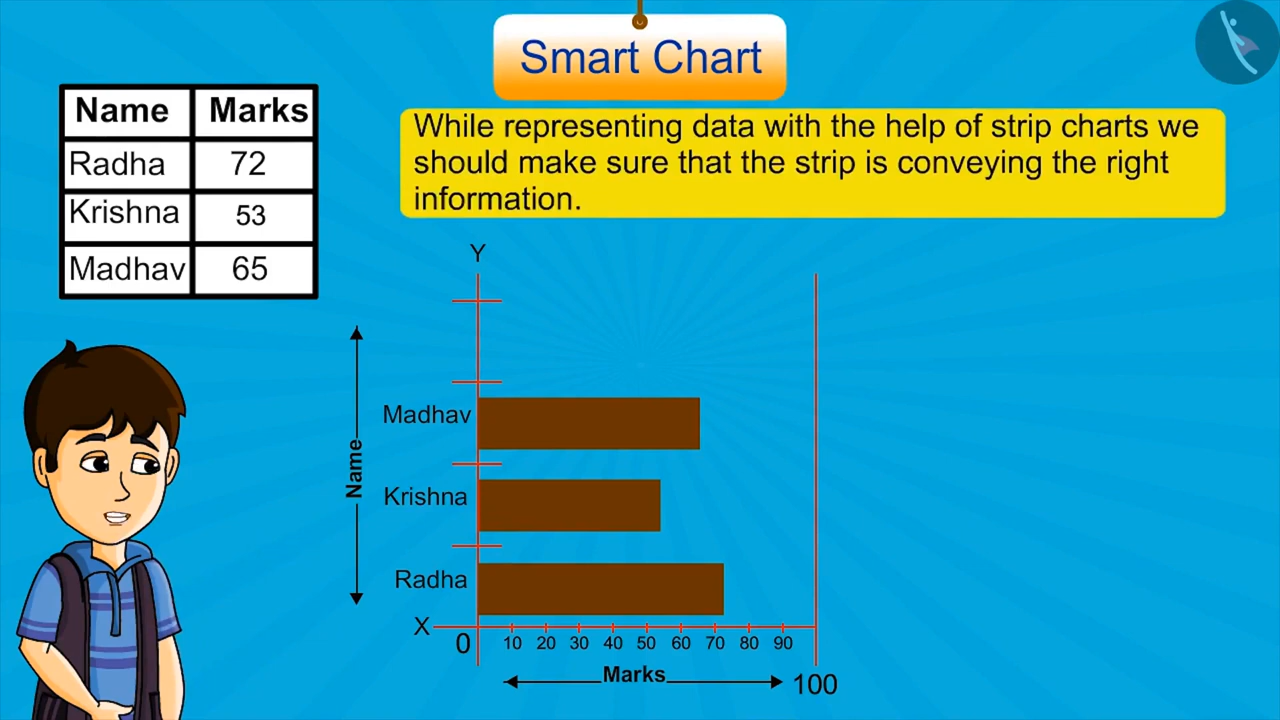 Smart Chart
Name Marks
Radha 72
Krishna 53
Madhav 65
While representing data with the help of strip charts we
should make sure that the strip is conveying the right
information.
Y
Name
Madhav
Krishna
Radha
X
0 10 20 30 40 50 60 70 80 90
Marks
100